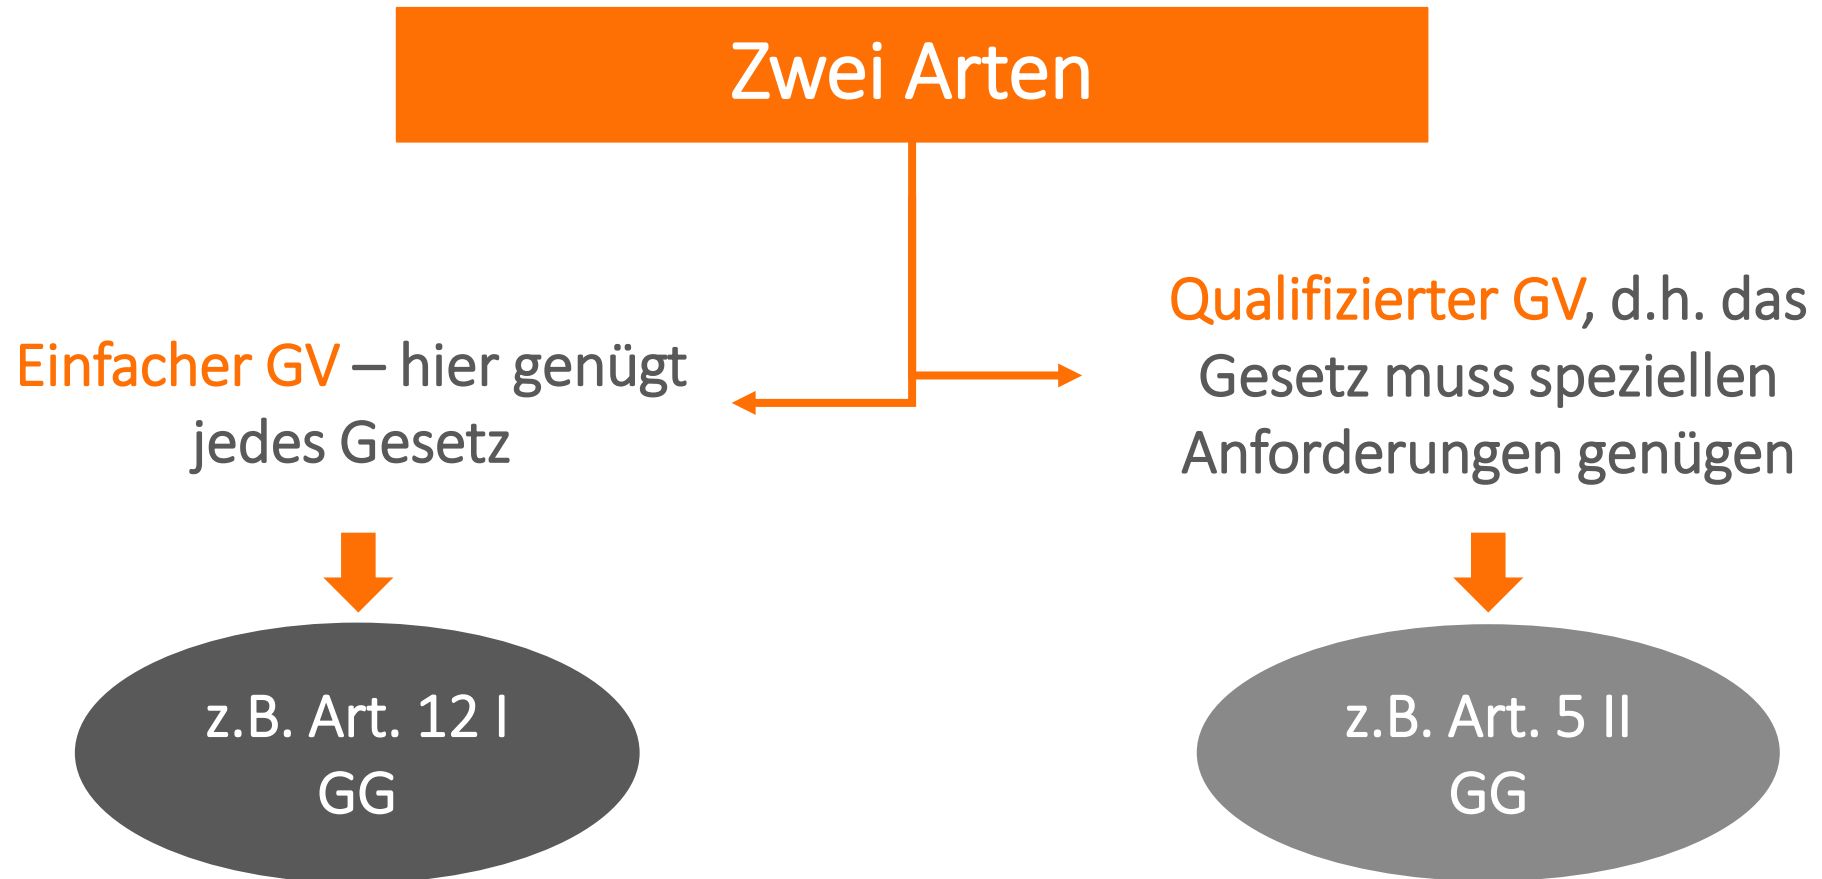 Zwei Arten
Einfacher GV – hier genügt
jedes Gesetz
Qualifizierter GV, d.h. das
Gesetz muss speziellen
Anforderungen genügen
z.B. Art. 12 I
GG
z.B. Art. 5 II
GG